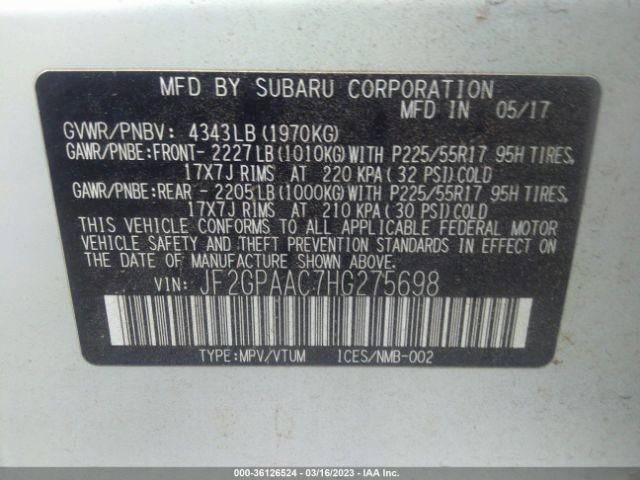 MFD BY SUBARU CORPORATION
MFD IN 05/17
GVWR/PNBV: 4343LB(1970KG)
GAWR/PNBE:FRONT- 2227LB(1010KG)WITH P225/55R17 95H TIRES,
17X7J RIMS AT 220 KPA(32 PSI)COLD
GAWR/PNBE:REAR - 2205LB(1000KG)WITH P225/55R17 95H TIRES,
17X7J RIMS AT 210 KPA(30 PSI)COLD
THIS VEHICLE CONFORMS TO ALL APPLICABLE FEDERAL MOTOR
VEHICLE SAFETY AND THEFT PREVENTION STANDARDS IN EFFECT
ON THE DATE OF MANUFACTURE SHOWN ABOVE.
VIN: JF2GPAAC7HG275698
TYPE:MPV/VTUM ICES/NMB-002
000-36126524 - 03/16/2023 - IAA Inc.